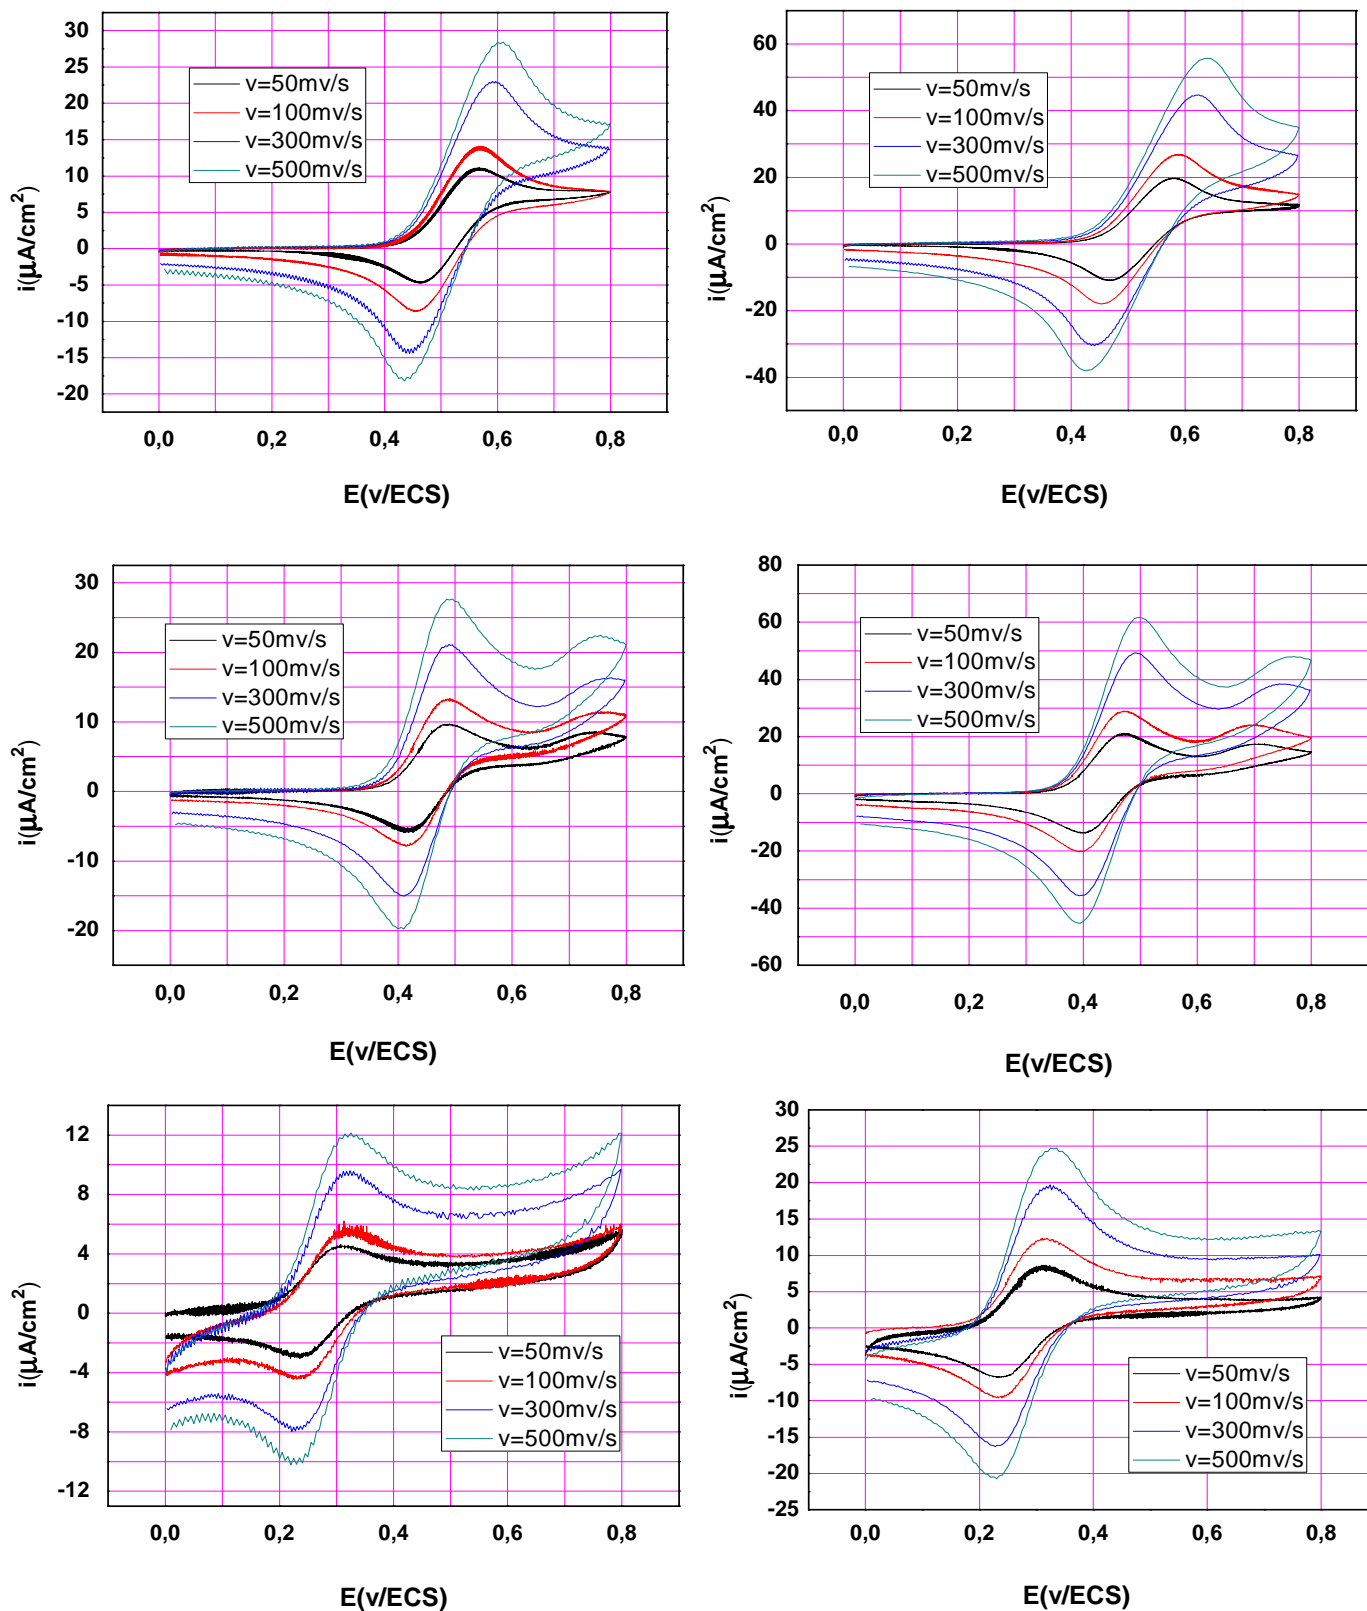 30
25
20
15
10
5
0
-5
-10
-15
-20
i(µA/cm²)
v=50mv/s
v=100mv/s
v=300mv/s
v=500mv/s
0,0 0,2 0,4 0,6 0,8
E(v/ECS)
60
40
20
0
-20
-40
i(µA/cm²)
v=50mv/s
v=100mv/s
v=300mv/s
v=500mv/s
0,0 0,2 0,4 0,6 0,8
E(v/ECS)
30
20
10
0
-10
-20
i(µA/cm²)
v=50mv/s
v=100mv/s
v=300mv/s
v=500mv/s
0,0 0,2 0,4 0,6 0,8
E(v/ECS)
80
60
40
20
0
-20
-40
-60
i(µA/cm²)
v=50mv/s
v=100mv/s
v=300mv/s
v=500mv/s
0,0 0,2 0,4 0,6 0,8
E(v/ECS)
12
8
4
0
-4
-8
-12
i(µA/cm²)
v=50mv/s
v=100mv/s
v=300mv/s
v=500mv/s
0,0 0,2 0,4 0,6 0,8
E(v/ECS)
30
25
20
15
10
5
0
-5
-10
-15
-20
-25
i(µA/cm²)
v=50mv/s
v=100mv/s
v=300mv/s
v=500mv/s
0,0 0,2 0,4 0,6 0,8
E(v/ECS)